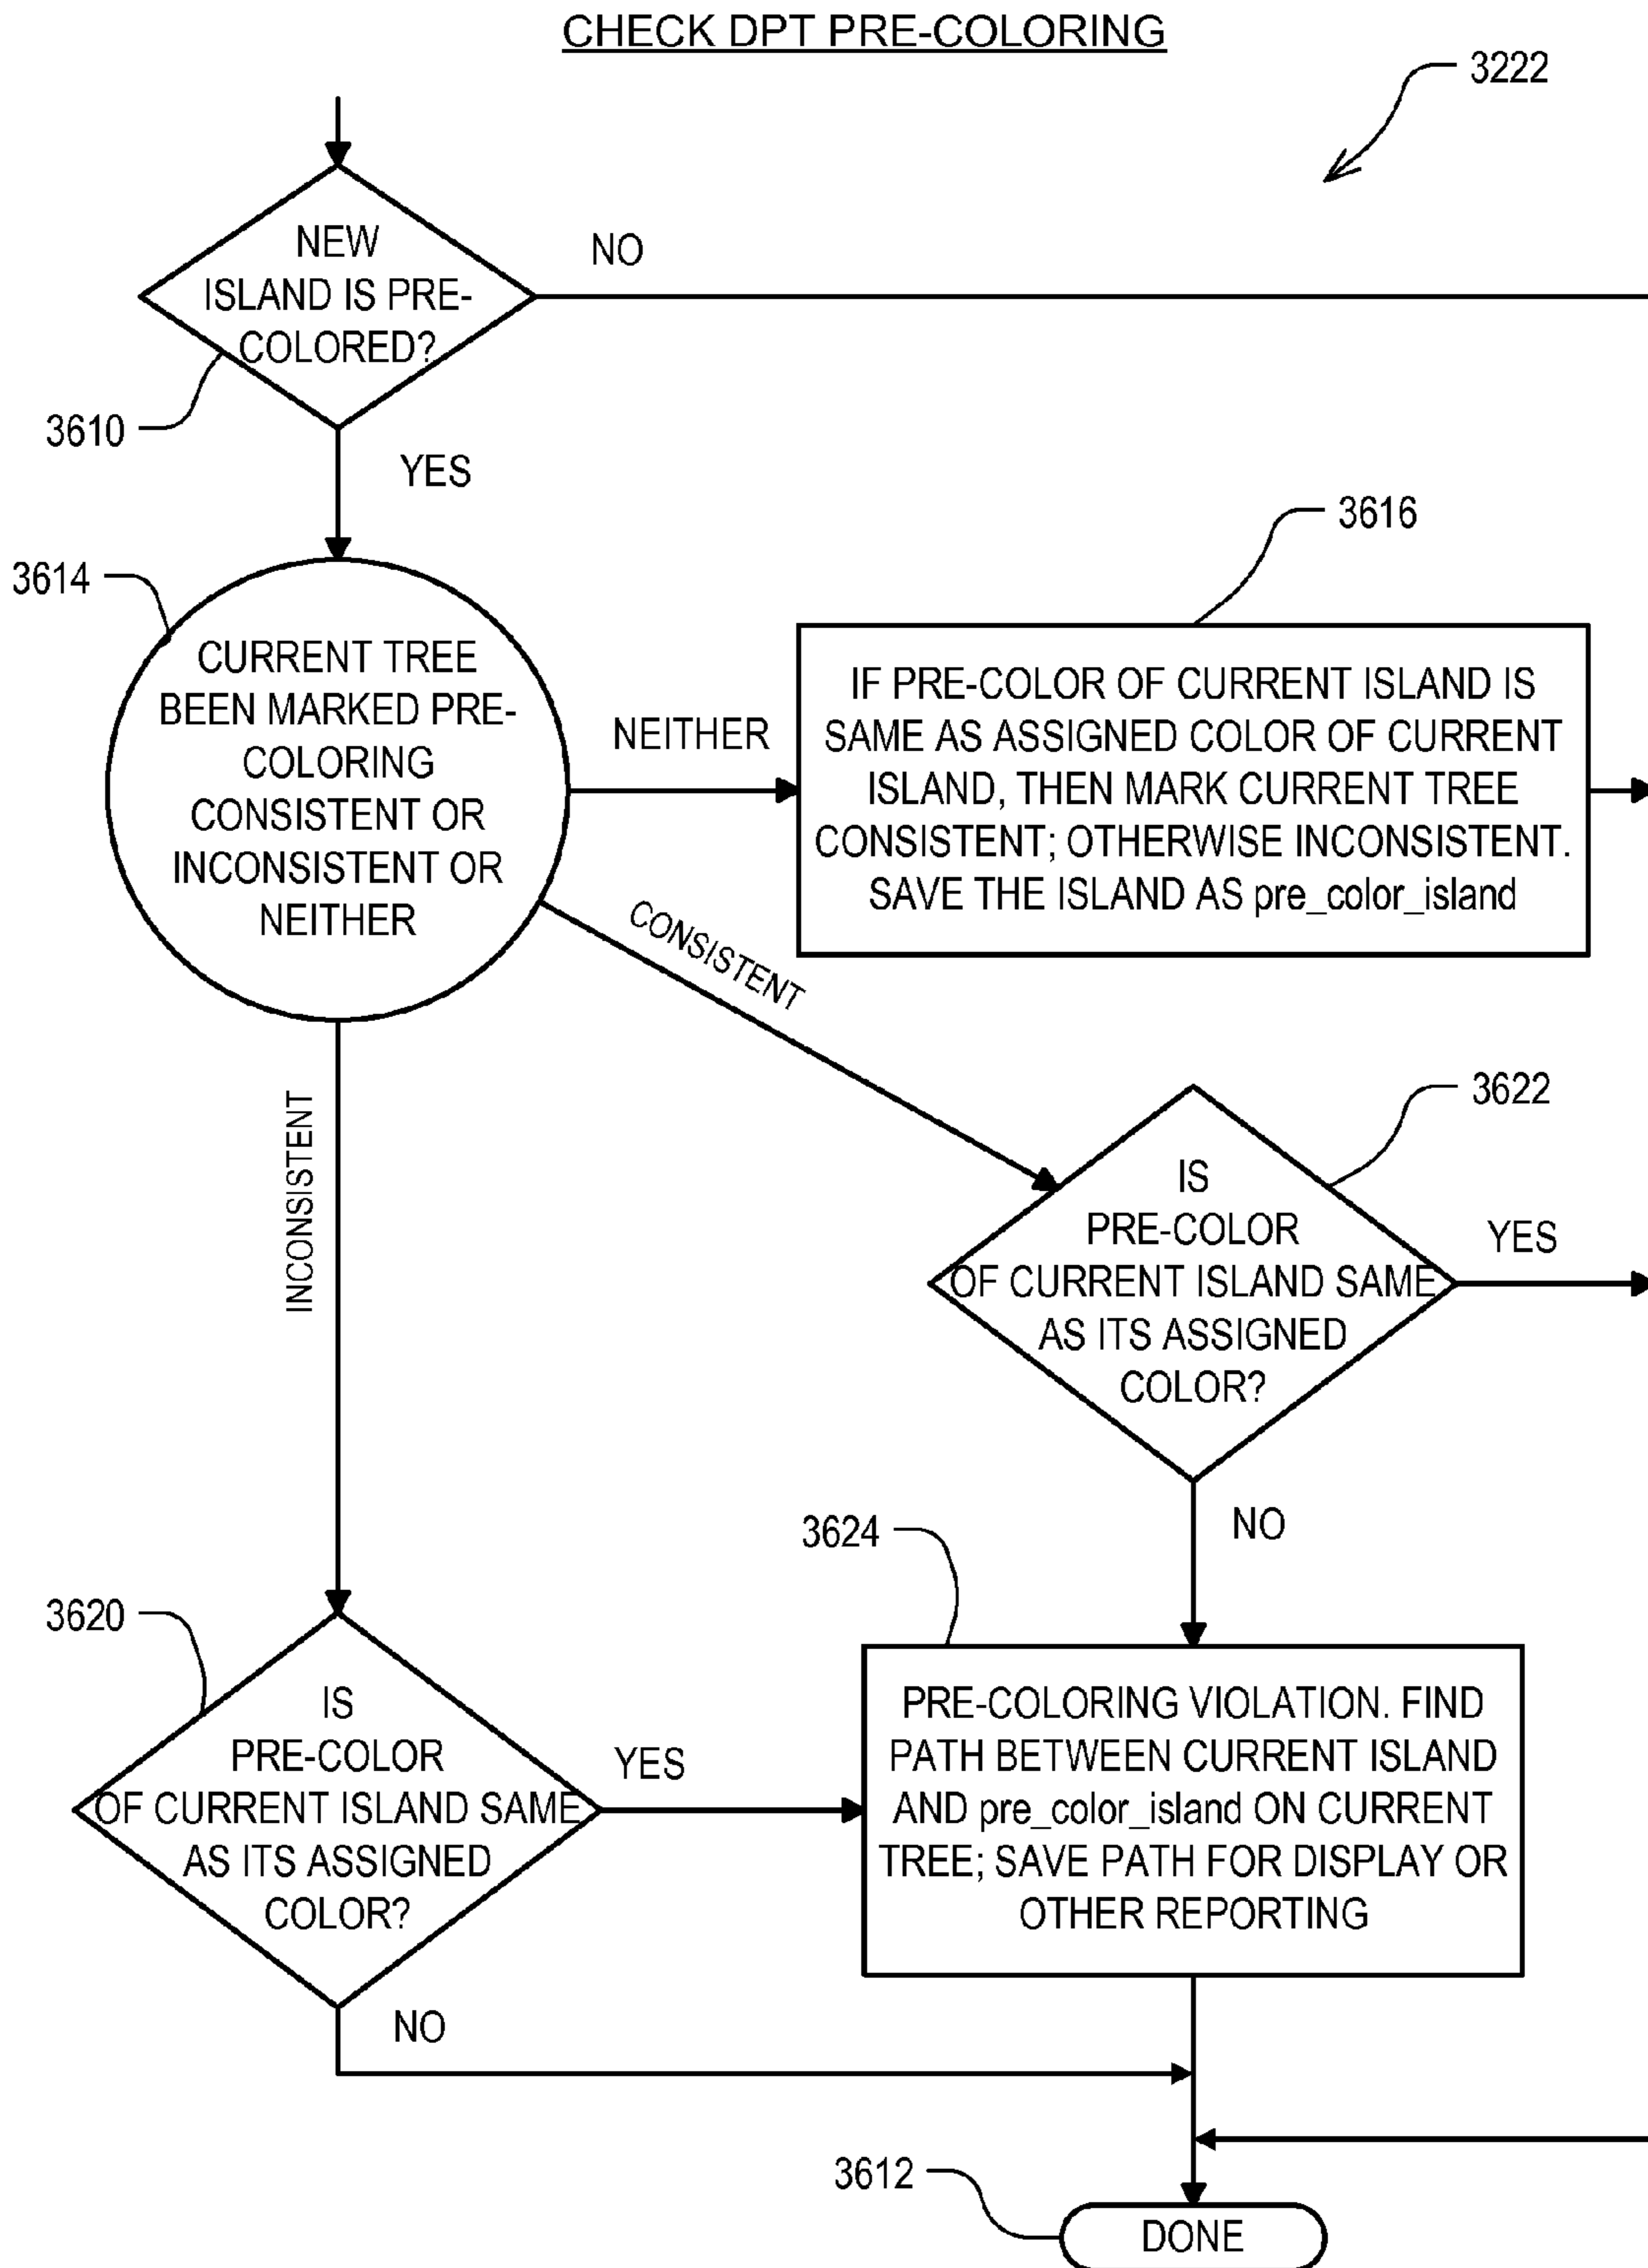 CHECK DPT PRE-COLORING
3222
NEW
ISLAND IS PRE-
COLORED?
NO
3610
YES
3614
CURRENT TREE
BEEN MARKED PRE-
COLORING
CONSISTENT OR
INCONSISTENT OR
NEITHER
NEITHER
3616
IF PRE-COLOR OF CURRENT ISLAND IS
SAME AS ASSIGNED COLOR OF CURRENT
ISLAND, THEN MARK CURRENT TREE
CONSISTENT; OTHERWISE INCONSISTENT.
SAVE THE ISLAND AS pre_color_island
CONSISTENT
INCONSISTENT
3622
IS
PRE-COLOR
OF CURRENT ISLAND SAME
AS ITS ASSIGNED
COLOR?
YES
NO
3620
IS
PRE-COLOR
OF CURRENT ISLAND SAME
AS ITS ASSIGNED
COLOR?
YES
NO
3624
PRE-COLORING VIOLATION. FIND
PATH BETWEEN CURRENT ISLAND
AND pre_color_island ON CURRENT
TREE; SAVE PATH FOR DISPLAY OR
OTHER REPORTING
3612
DONE